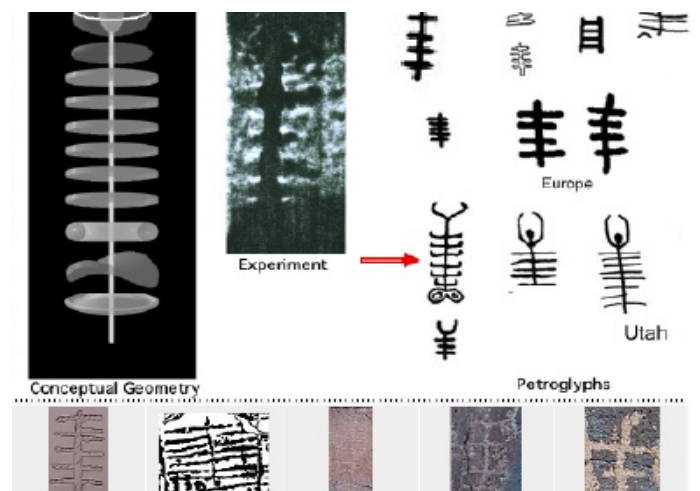 Europe
Experiment
Utah
Conceptual Geometry
Petroglyphs